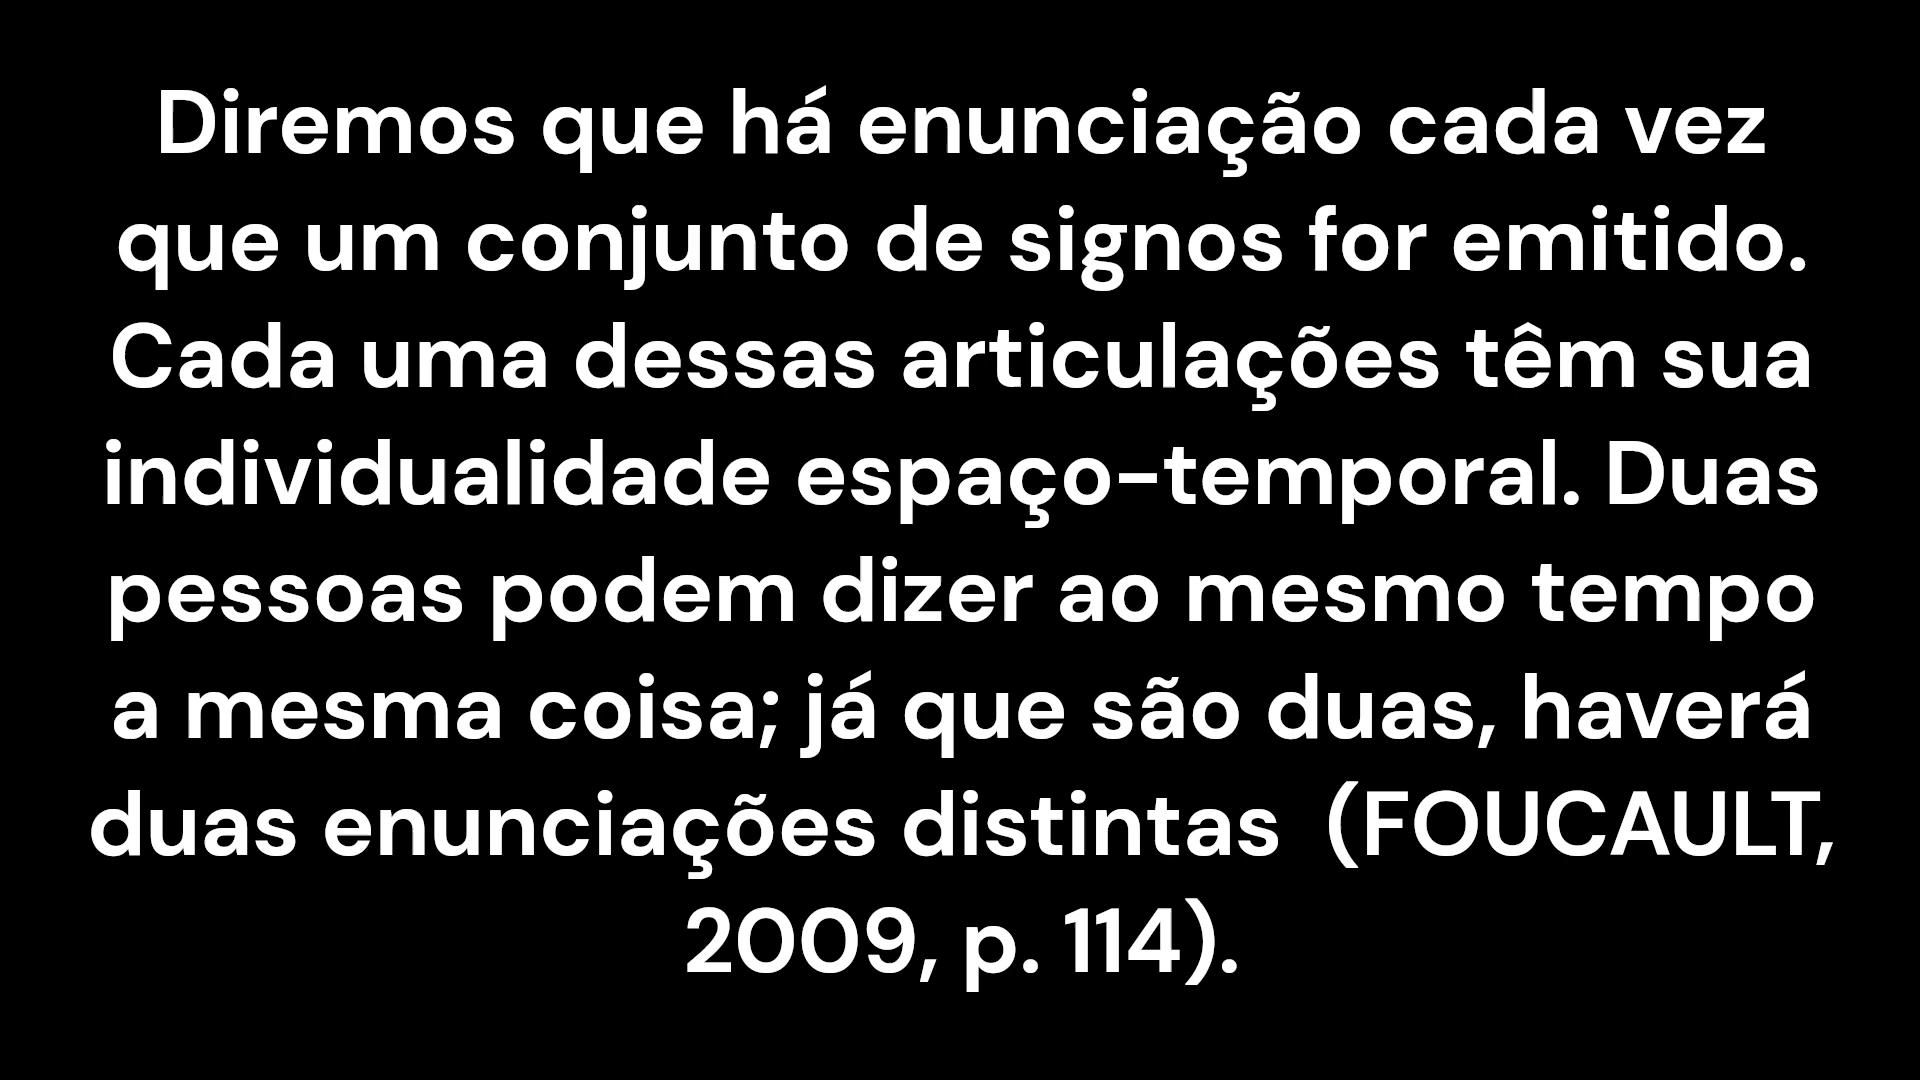 Diremos que há enunciação cada vez
que um conjunto de signos for emitido.
Cada uma dessas articulações têm sua
individualidade espaço-temporal. Duas
pessoas podem dizer ao mesmo tempo
a mesma coisa; já que são duas, haverá
duas enunciações distintas  (FOUCAULT,
2009, p. 114).